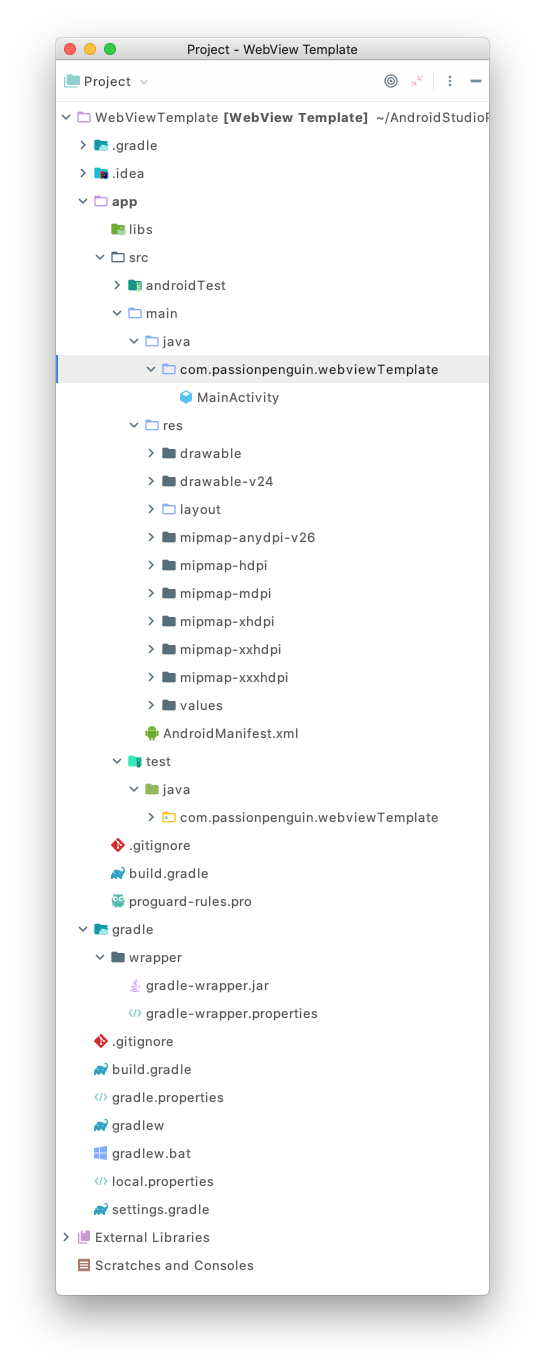 Project - WebView Template
Project
WebViewTemplate [WebView Template] ~/AndroidStudioP
.gradle
.idea
app
libs
src
androidTest
main
java
com.passionpenguin.webviewTemplate
MainActivity
res
drawable
drawable-v24
layout
mipmap-anydpi-v26
mipmap-hdpi
mipmap-mdpi
mipmap-xhdpi
mipmap-xxhdpi
mipmap-xxxhdpi
values
AndroidManifest.xml
test
java
com.passionpenguin.webviewTemplate
.gitignore
build.gradle
proguard-rules.pro
gradle
wrapper
gradle-wrapper.jar
gradle-wrapper.properties
.gitignore
build.gradle
gradle.properties
gradlew
gradlew.bat
local.properties
settings.gradle
External Libraries
Scratches and Consoles